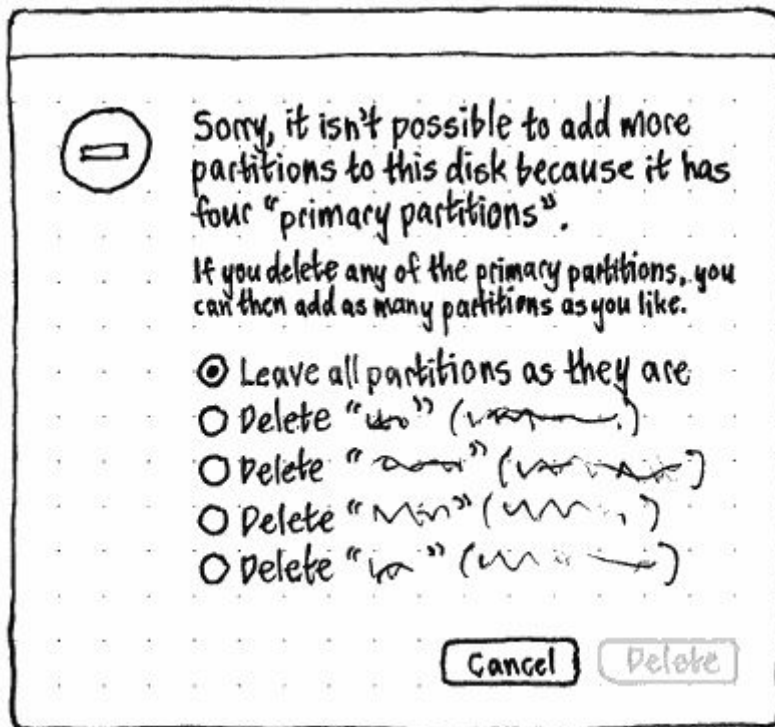 Sorry, it isn't possible to add more
partitions to this disk because it has
four "primary partitions".
If you delete any of the primary partitions, you
can then add as many partitions as you like.
Leave all partitions as they are
Delete
Delete
Delete
Delete
Cancel Delete